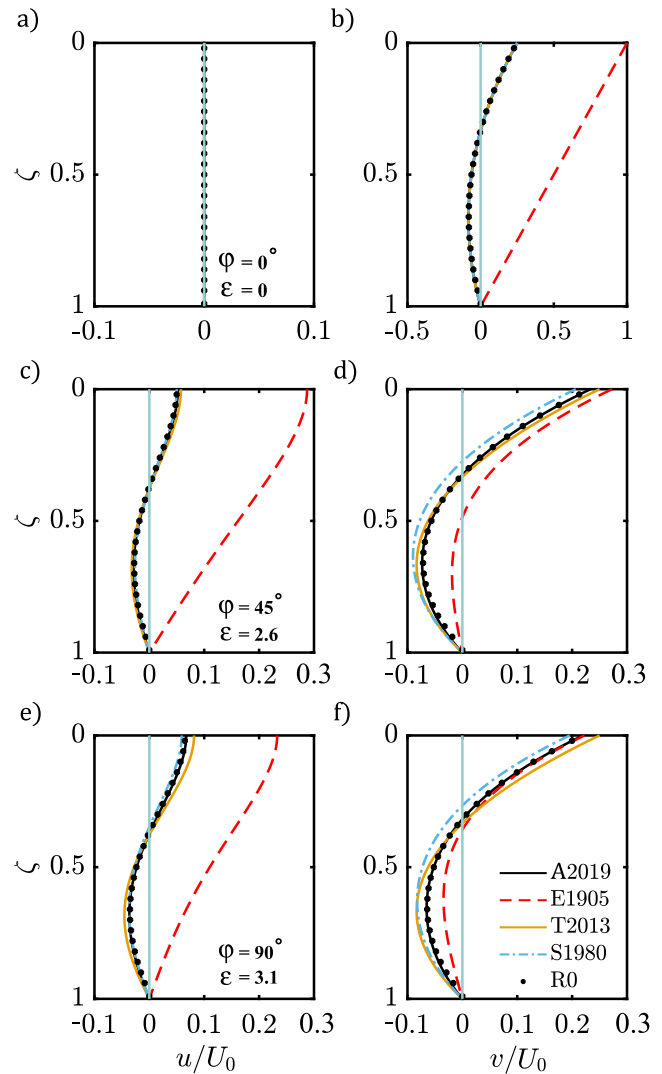 a) b)
0 0
ζ 0.5 0.5
φ = 0°
ε = 0
1 1
-0.1 0 0.1 -0.5 0 0.5 1
c) d)
0 0
ζ 0.5 0.5
φ = 45°
ε = 2.6
1 1
-0.1 0 0.1 0.2 0.3 -0.1 0 0.1 0.2 0.3
e) f)
0 0
ζ 0.5 0.5
A2019
E1905
φ = 90° T2013
ε = 3.1 S1980
R0
1 1
-0.1 0 0.1 0.2 0.3 -0.1 0 0.1 0.2 0.3
u/U₀ v/U₀